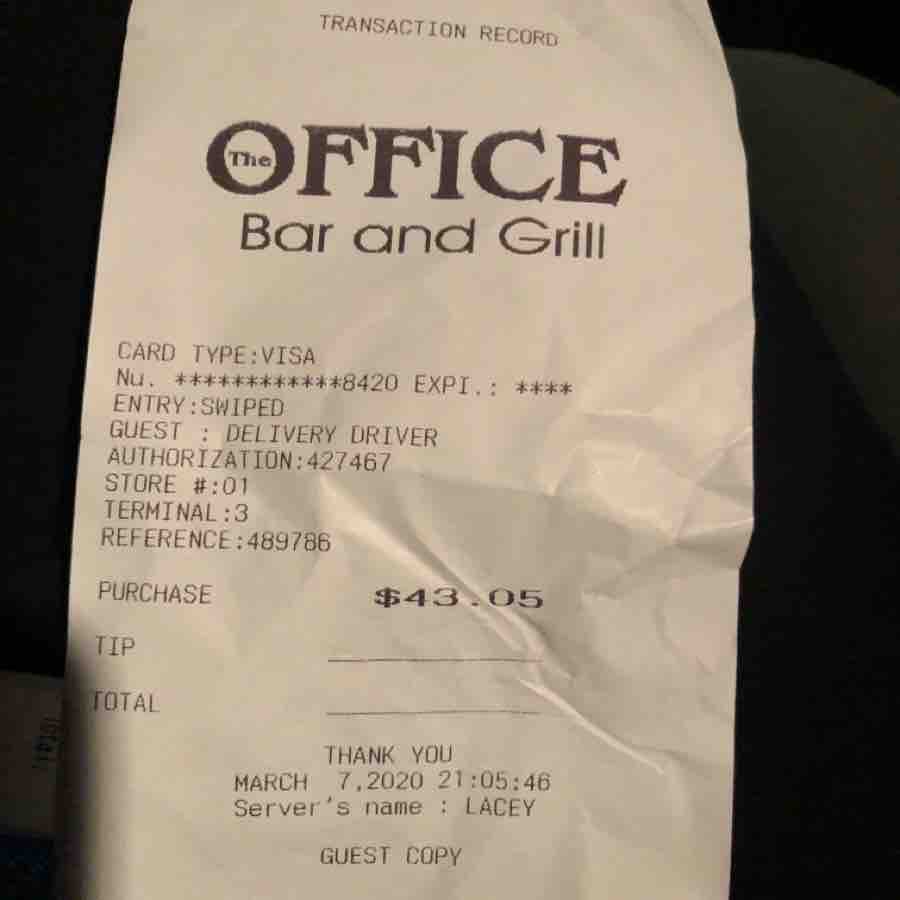 TRANSACTION RECORD
The OFFICE
Bar and Grill
CARD TYPE:VISA
Nu. ************8420 EXPI.: ****
ENTRY:SWIPED
GUEST : DELIVERY DRIVER
AUTHORIZATION:427467
STORE #:01
TERMINAL:3
REFERENCE:489786
PURCHASE $43.05
TIP
TOTAL
THANK YOU
MARCH 7,2020 21:05:46
Server's name : LACEY
GUEST COPY